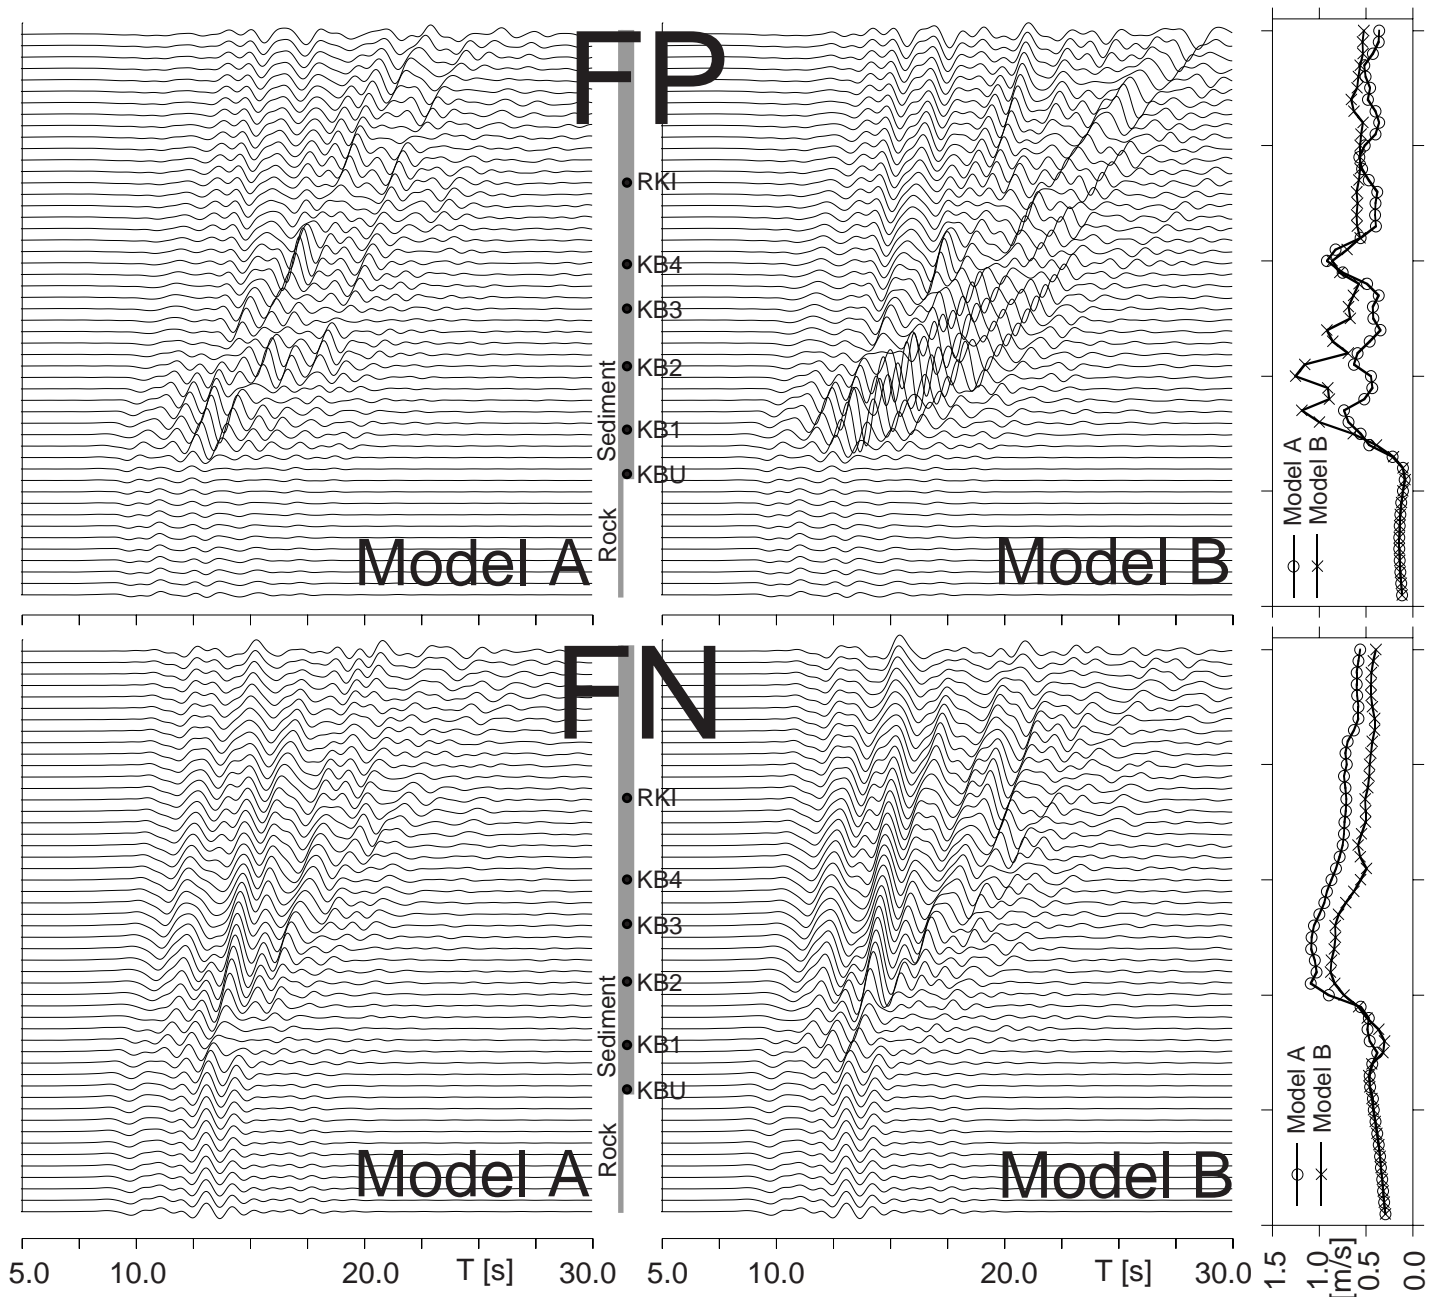 FP
RKI
KB4
KB3
KB2
KB1
KBU
Sediment
Rock
Model A
Model B
Model A
Model B
FN
RKI
KB4
KB3
KB2
KB1
KBU
Sediment
Rock
Model A
Model B
Model A
Model B
5.0 10.0 20.0 T [s] 30.0
5.0 10.0 20.0 T [s] 30.0
1.5 1.0 0.5 0.0
[m/s]